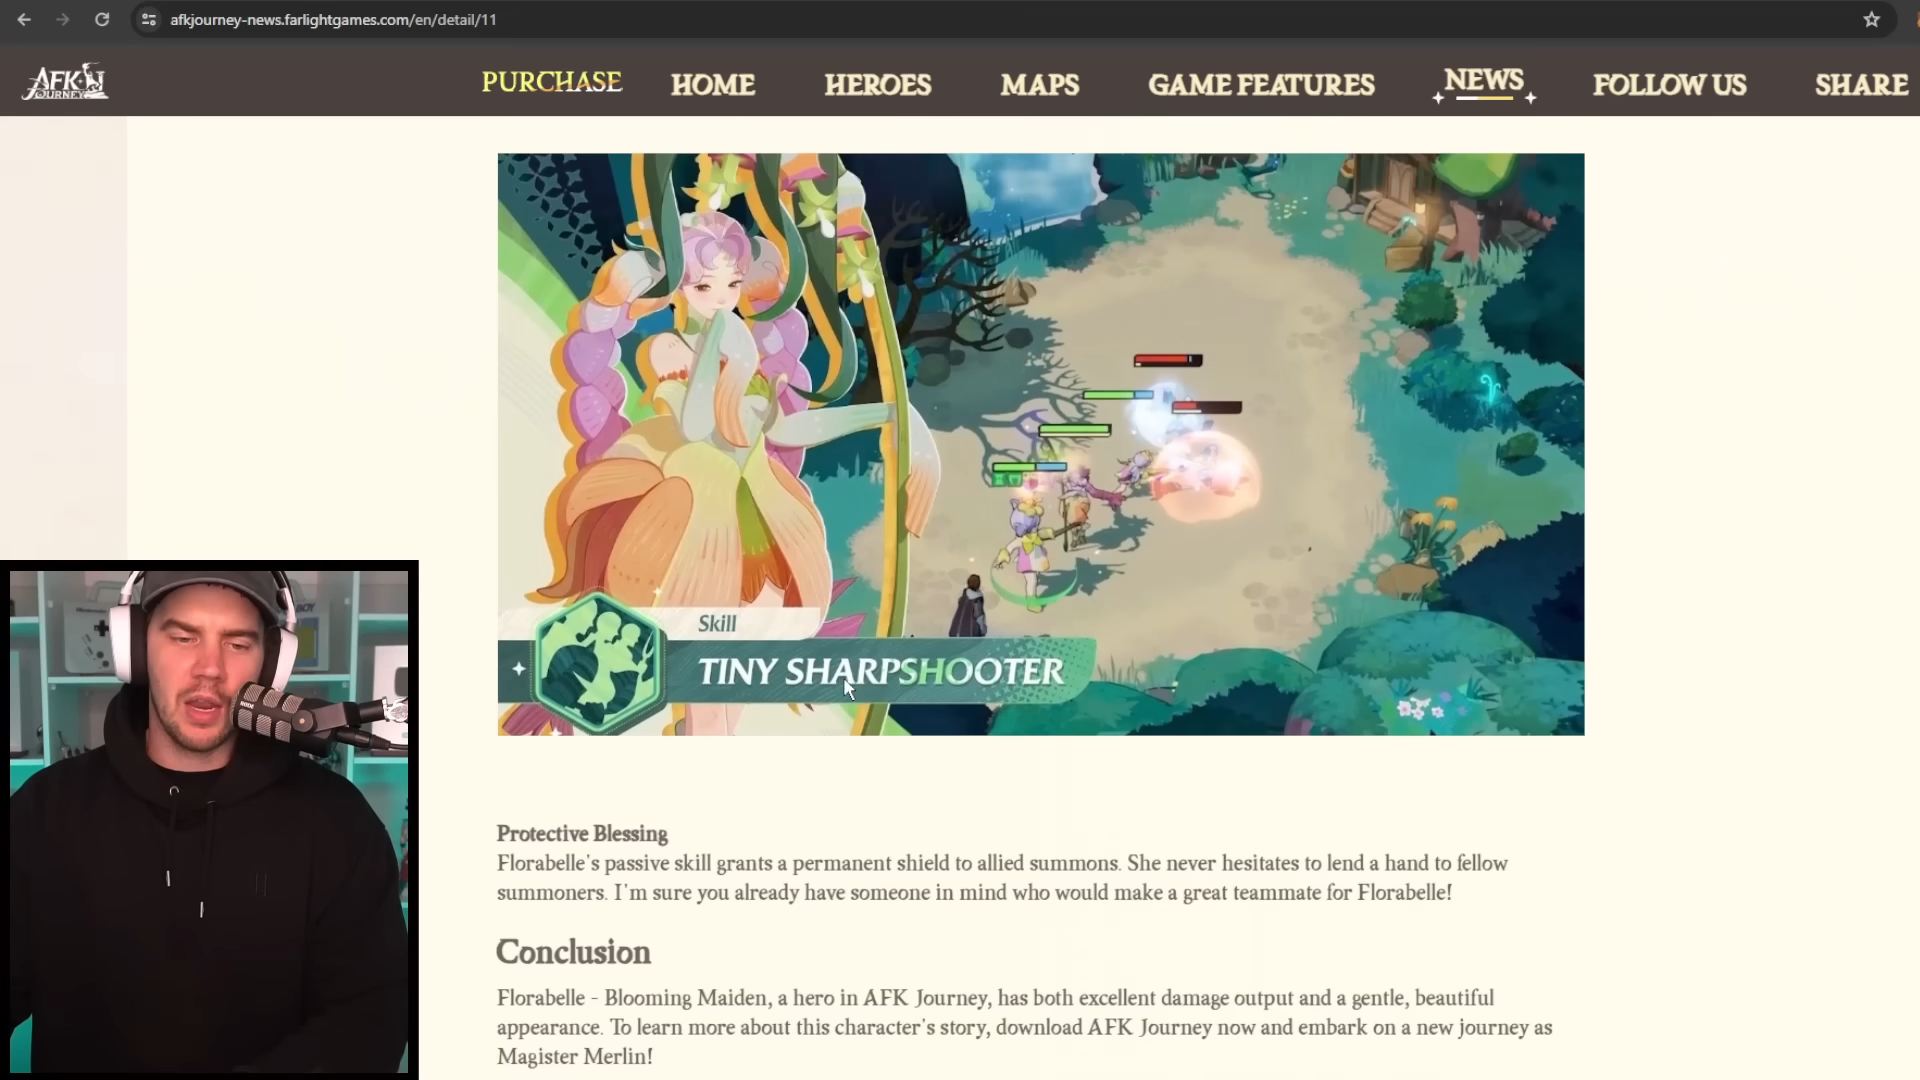 afkjourney-news.farlightgames.com/en/detail/11
AFK JOURNEY
PURCHASE
HOME
HEROES
MAPS
GAME FEATURES
NEWS
FOLLOW US
SHARE
Skill
TINY SHARPSHOOTER
Protective Blessing
Florabelle's passive skill grants a permanent shield to allied summons. She never hesitates to lend a hand to fellow
summoners. I'm sure you already have someone in mind who would make a great teammate for Florabelle!
Conclusion
Florabelle - Blooming Maiden, a hero in AFK Journey, has both excellent damage output and a gentle, beautiful
appearance. To learn more about this character's story, download AFK Journey now and embark on a new journey as
Magister Merlin!
RODE